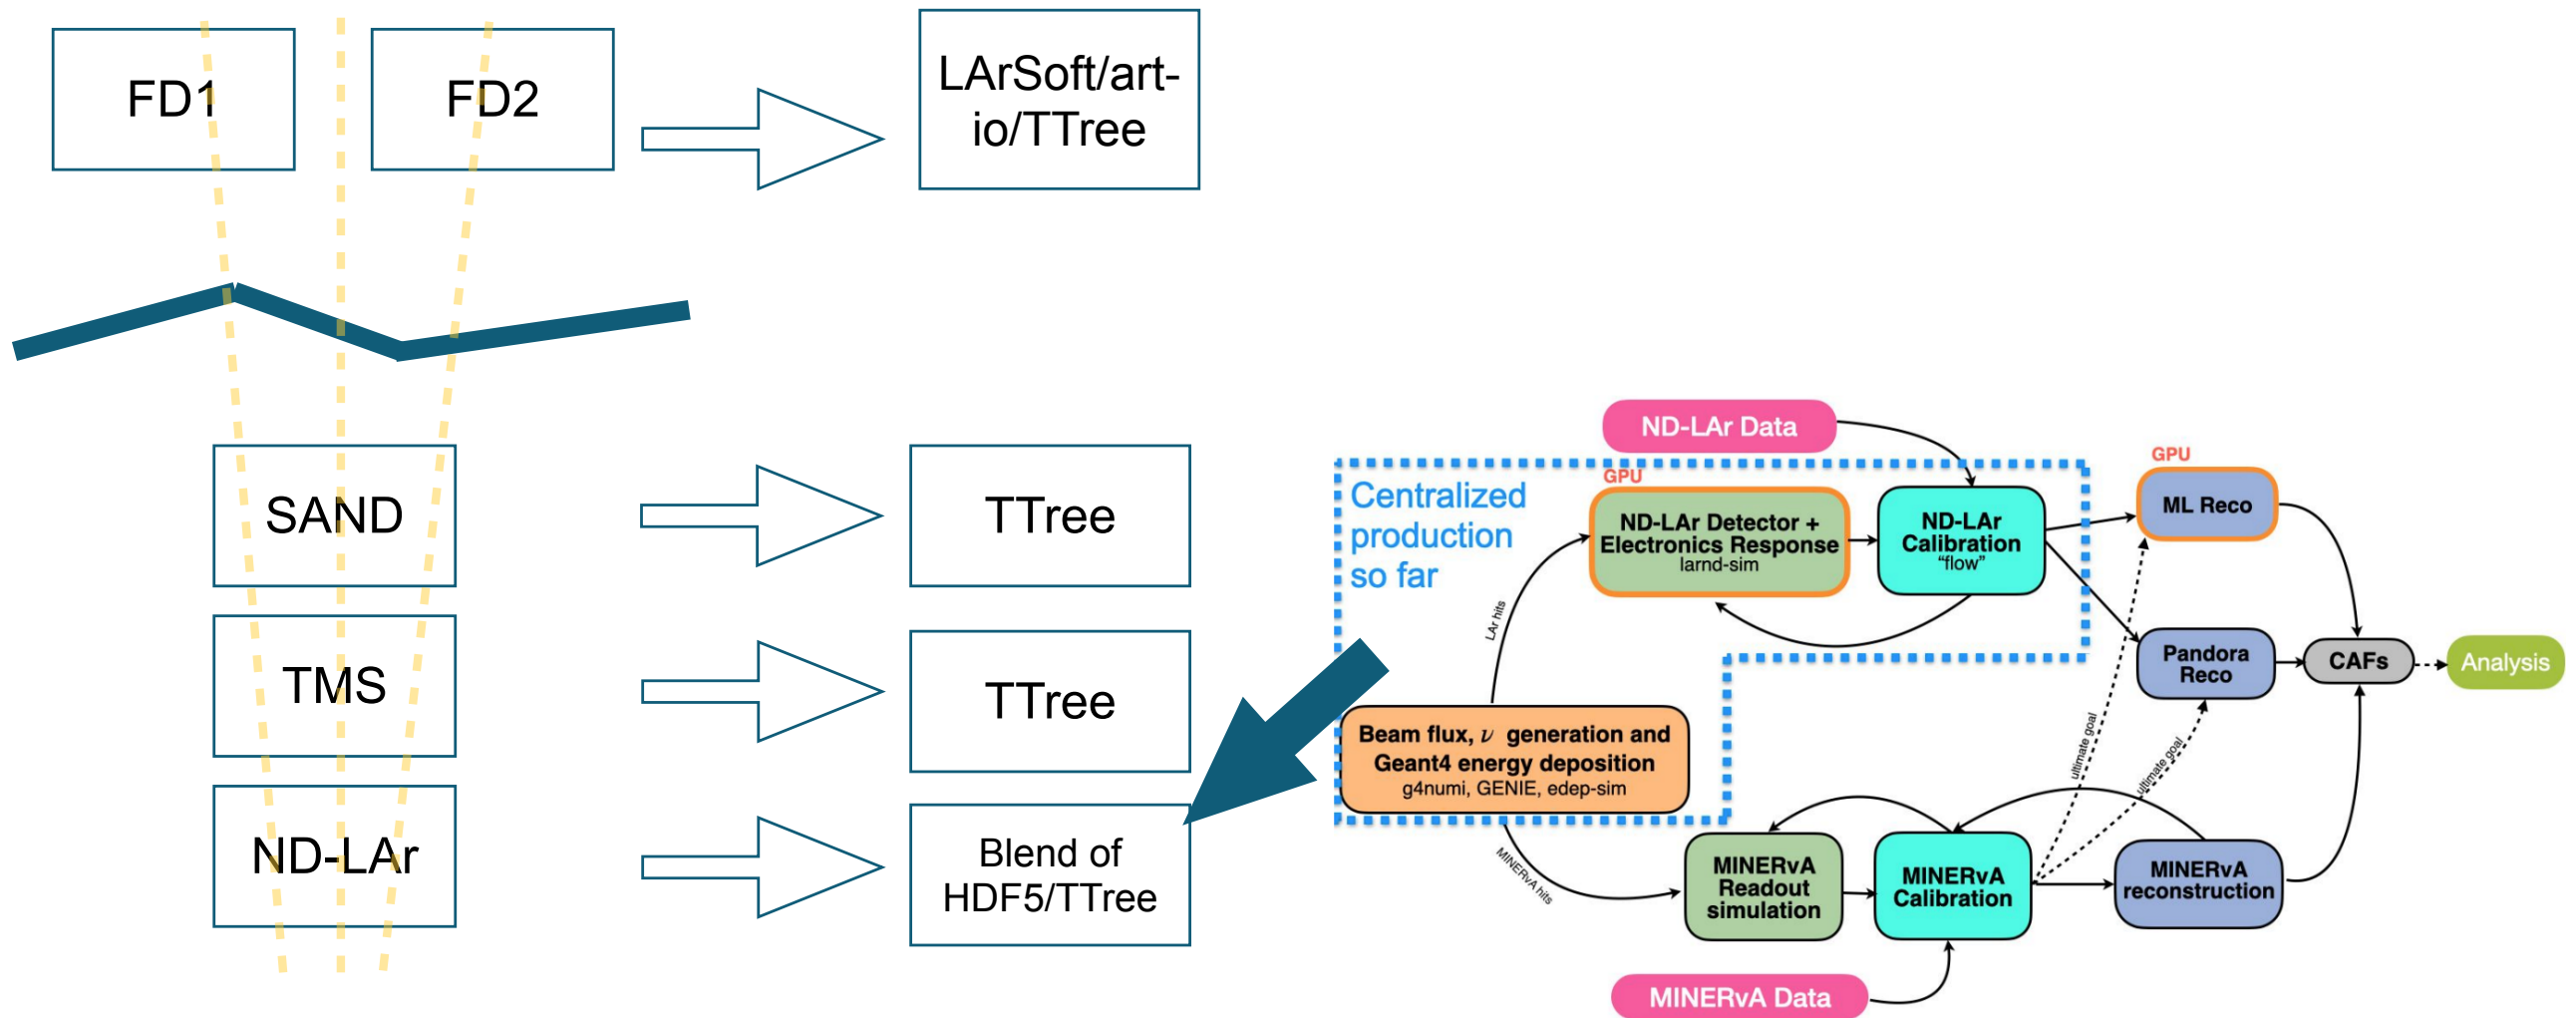 FD1
FD2
LArSoft/art-
io/TTree
SAND
TTree
TMS
TTree
ND-LAr
Blend of
HDF5/TTree
ND-LAr Data
Centralized
production
so far
GPU
ND-LAr Detector +
Electronics Response
larnd-sim
ND-LAr
Calibration
“flow”
GPU
ML Reco
LAr hits
Pandora
Reco
CAFs
Analysis
Beam flux, ν generation and
Geant4 energy deposition
g4numi, GENIE, edep-sim
ultimate goal
ultimate goal
MINERvA hits
MINERvA
Readout
simulation
MINERvA
Calibration
MINERvA
reconstruction
MINERvA Data